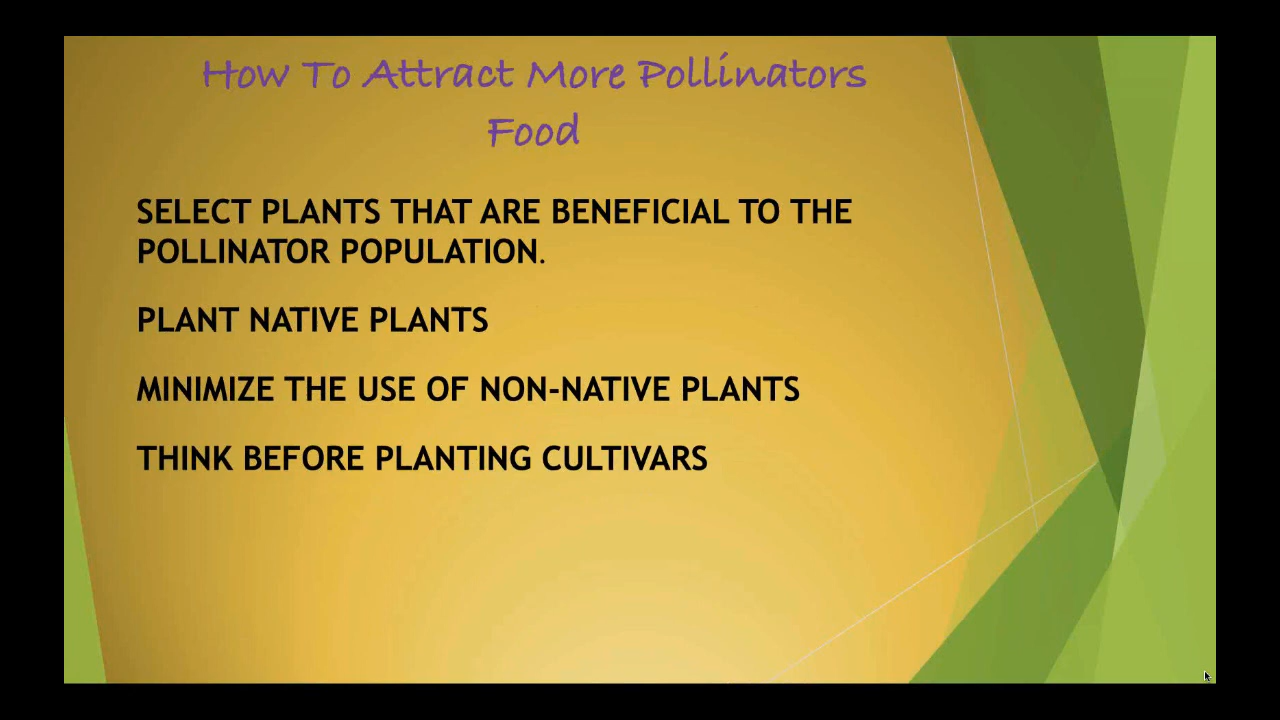 How To Attract More Pollinators
Food
SELECT PLANTS THAT ARE BENEFICIAL TO THE
POLLINATOR POPULATION.
PLANT NATIVE PLANTS
MINIMIZE THE USE OF NON-NATIVE PLANTS
THINK BEFORE PLANTING CULTIVARS